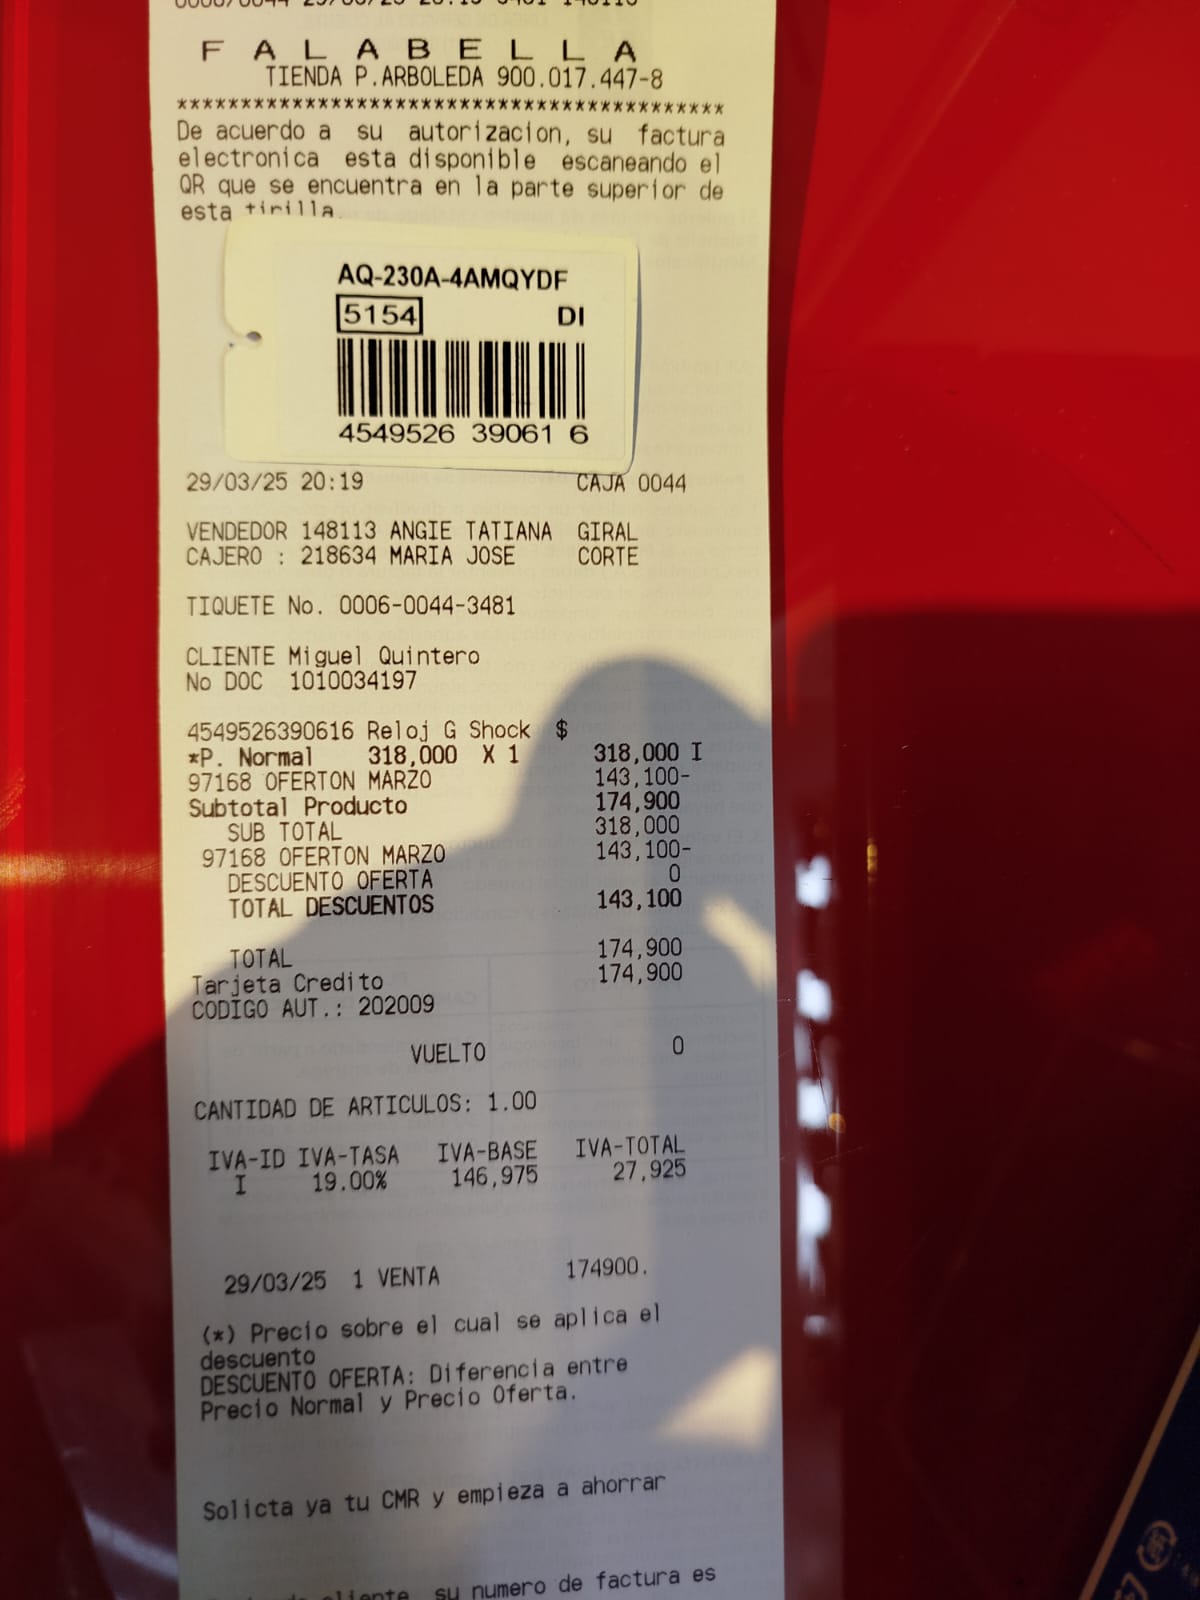 F A L A B E L L A
TIENDA P.ARBOLEDA 900.017.447-8
*******************************************
De acuerdo a su autorizacion, su factura
electronica esta disponible escaneando el
QR que se encuentra en la parte superior de
esta tirilla.
AQ-230A-4AMQYDF
5154 DI
4549526 39061 6
29/03/25 20:19 CAJA 0044
VENDEDOR 148113 ANGIE TATIANA GIRAL
CAJERO : 218634 MARIA JOSE CORTE
TIQUETE No. 0006-0044-3481
CLIENTE Miguel Quintero
No DOC 1010034197
4549526390616 Reloj G Shock $
*P. Normal 318,000 X 1 318,000 I
97168 OFERTON MARZO 143,100-
Subtotal Producto 174,900
SUB TOTAL 318,000
97168 OFERTON MARZO 143,100-
DESCUENTO OFERTA 0
TOTAL DESCUENTOS 143,100
TOTAL 174,900
Tarjeta Credito 174,900
CODIGO AUT.: 202009
VUELTO 0
CANTIDAD DE ARTICULOS: 1.00
IVA-ID IVA-TASA IVA-BASE IVA-TOTAL
I 19.00% 146,975 27,925
29/03/25 1 VENTA 174900.
(*) Precio sobre el cual se aplica el
descuento
DESCUENTO OFERTA: Diferencia entre
Precio Normal y Precio Oferta.
Solicta ya tu CMR y empieza a ahorrar
su numero de factura es